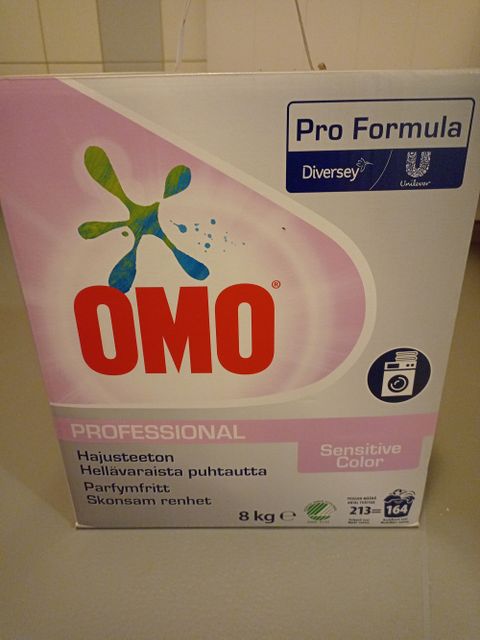 Pro Formula
Diversey
Unilever
OMO®
PROFESSIONAL
Sensitive
Color
Hajusteeton
Hellävaraista puhtautta
Parfymfritt
Skonsam renhet
8 kg ℮
213=
164